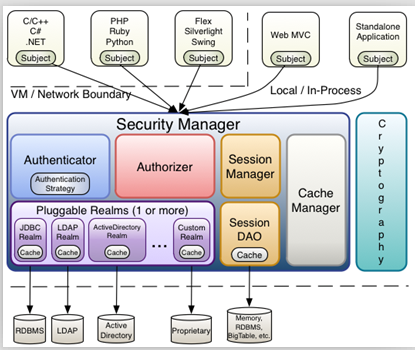 C/C++
C#
.NET
Subject
PHP
Ruby
Python
Subject
Flex
Silverlight
Swing
Subject
Web MVC
Subject
Standalone
Application
Subject
VM / Network Boundary
Local / In-Process
Security Manager
Authenticator
Authentication
Strategy
Authorizer
Session
Manager
Cache
Manager
Cryptography
Pluggable Realms (1 or more)
JDBC
Realm
Cache
LDAP
Realm
Cache
ActiveDirectory
Realm
Cache
...
Custom
Realm
Cache
Session
DAO
Cache
RDBMS
LDAP
Active
Directory
Proprietary
Memory,
RDBMS,
BigTable, etc.